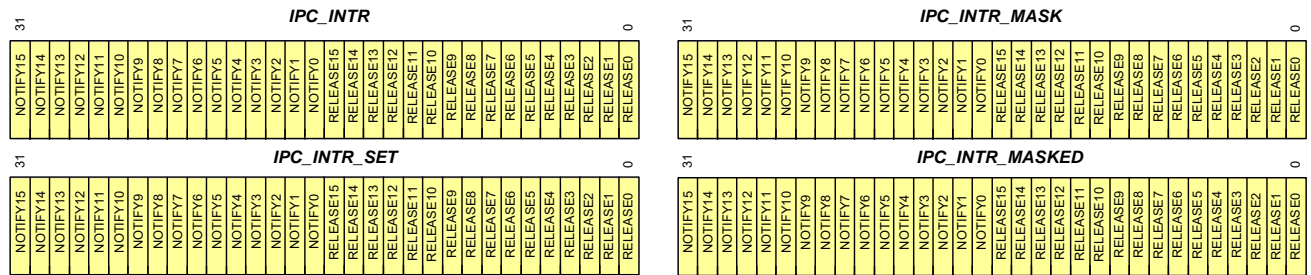 IPC_INTR
31 0
NOTIFY15 NOTIFY14 NOTIFY13 NOTIFY12 NOTIFY11 NOTIFY10 NOTIFY9 NOTIFY8 NOTIFY7 NOTIFY6 NOTIFY5 NOTIFY4 NOTIFY3 NOTIFY2 NOTIFY1 NOTIFY0 RELEASE15 RELEASE14 RELEASE13 RELEASE12 RELEASE11 RELEASE10 RELEASE9 RELEASE8 RELEASE7 RELEASE6 RELEASE5 RELEASE4 RELEASE3 RELEASE2 RELEASE1 RELEASE0
IPC_INTR_MASK
31 0
NOTIFY15 NOTIFY14 NOTIFY13 NOTIFY12 NOTIFY11 NOTIFY10 NOTIFY9 NOTIFY8 NOTIFY7 NOTIFY6 NOTIFY5 NOTIFY4 NOTIFY3 NOTIFY2 NOTIFY1 NOTIFY0 RELEASE15 RELEASE14 RELEASE13 RELEASE12 RELEASE11 RELEASE10 RELEASE9 RELEASE8 RELEASE7 RELEASE6 RELEASE5 RELEASE4 RELEASE3 RELEASE2 RELEASE1 RELEASE0
IPC_INTR_SET
31 0
NOTIFY15 NOTIFY14 NOTIFY13 NOTIFY12 NOTIFY11 NOTIFY10 NOTIFY9 NOTIFY8 NOTIFY7 NOTIFY6 NOTIFY5 NOTIFY4 NOTIFY3 NOTIFY2 NOTIFY1 NOTIFY0 RELEASE15 RELEASE14 RELEASE13 RELEASE12 RELEASE11 RELEASE10 RELEASE9 RELEASE8 RELEASE7 RELEASE6 RELEASE5 RELEASE4 RELEASE3 RELEASE2 RELEASE1 RELEASE0
IPC_INTR_MASKED
31 0
NOTIFY15 NOTIFY14 NOTIFY13 NOTIFY12 NOTIFY11 NOTIFY10 NOTIFY9 NOTIFY8 NOTIFY7 NOTIFY6 NOTIFY5 NOTIFY4 NOTIFY3 NOTIFY2 NOTIFY1 NOTIFY0 RELEASE15 RELEASE14 RELEASE13 RELEASE12 RELEASE11 RELEASE10 RELEASE9 RELEASE8 RELEASE7 RELEASE6 RELEASE5 RELEASE4 RELEASE3 RELEASE2 RELEASE1 RELEASE0